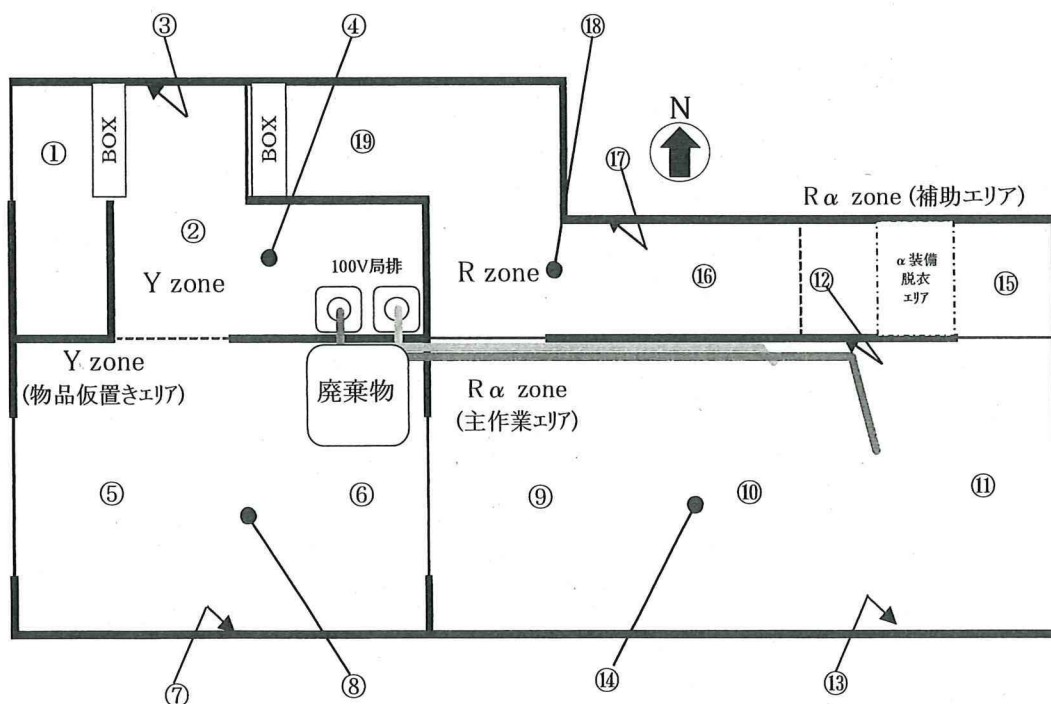 ③
④
⑱
N
⑰
①
BOX
BOX
⑲
Rα zone (補助エリア)
②
Y zone
100V局排
R zone
⑯
⑫
α装備
脱衣
エリア
⑮
Y zone
(物品仮置きエリア)
廃棄物
Rα zone
(主作業エリア)
⑤
⑥
⑨
⑩
⑪
⑦
⑧
⑭
⑬